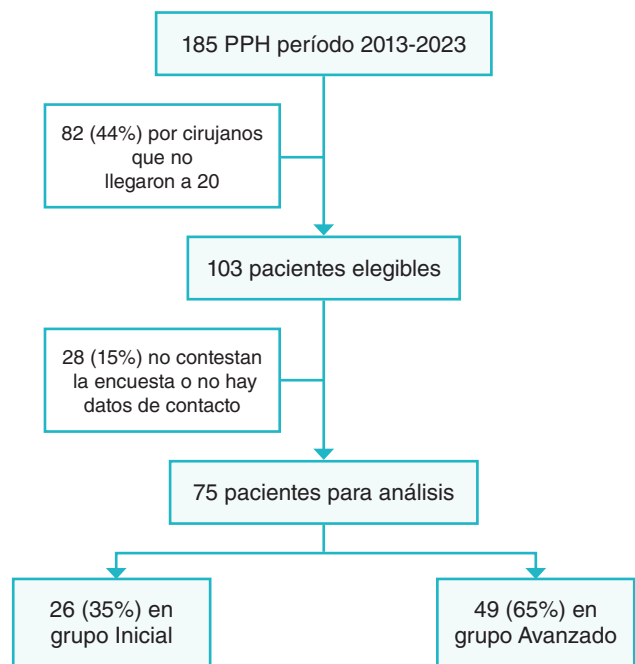 185 PPH período 2013-2023
82 (44%) por cirujanos
que no
llegaron a 20
103 pacientes elegibles
28 (15%) no contestan
la encuesta o no hay
datos de contacto
75 pacientes para análisis
26 (35%) en
grupo Inicial
49 (65%) en
grupo Avanzado